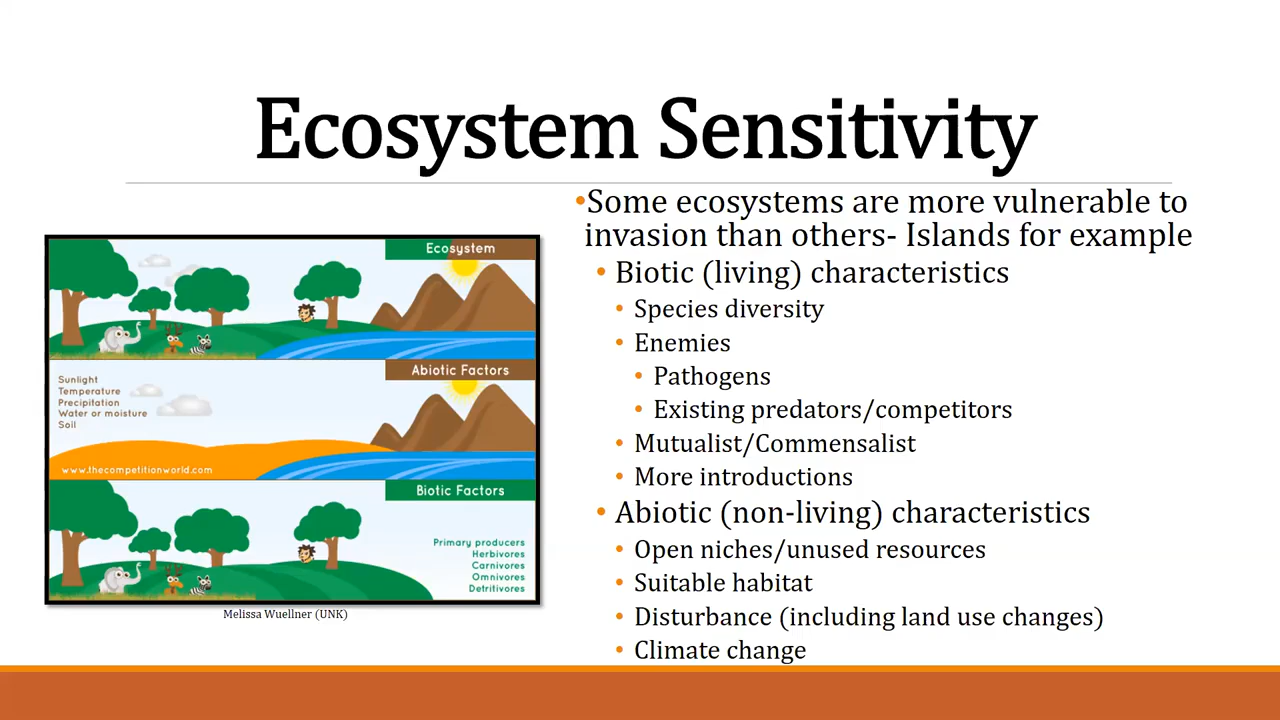 Ecosystem Sensitivity
Ecosystem
Abiotic Factors
Sunlight
Temperature
Precipitation
Water or moisture
Soil
www.thecompetitionworld.com
Biotic Factors
Primary producers
Herbivores
Carnivores
Omnivores
Detritivores
Melissa Wuellner (UNK)
•Some ecosystems are more vulnerable to
invasion than others- Islands for example
• Biotic (living) characteristics
• Species diversity
• Enemies
• Pathogens
• Existing predators/competitors
• Mutualist/Commensalist
• More introductions
• Abiotic (non-living) characteristics
• Open niches/unused resources
• Suitable habitat
• Disturbance (including land use changes)
• Climate change